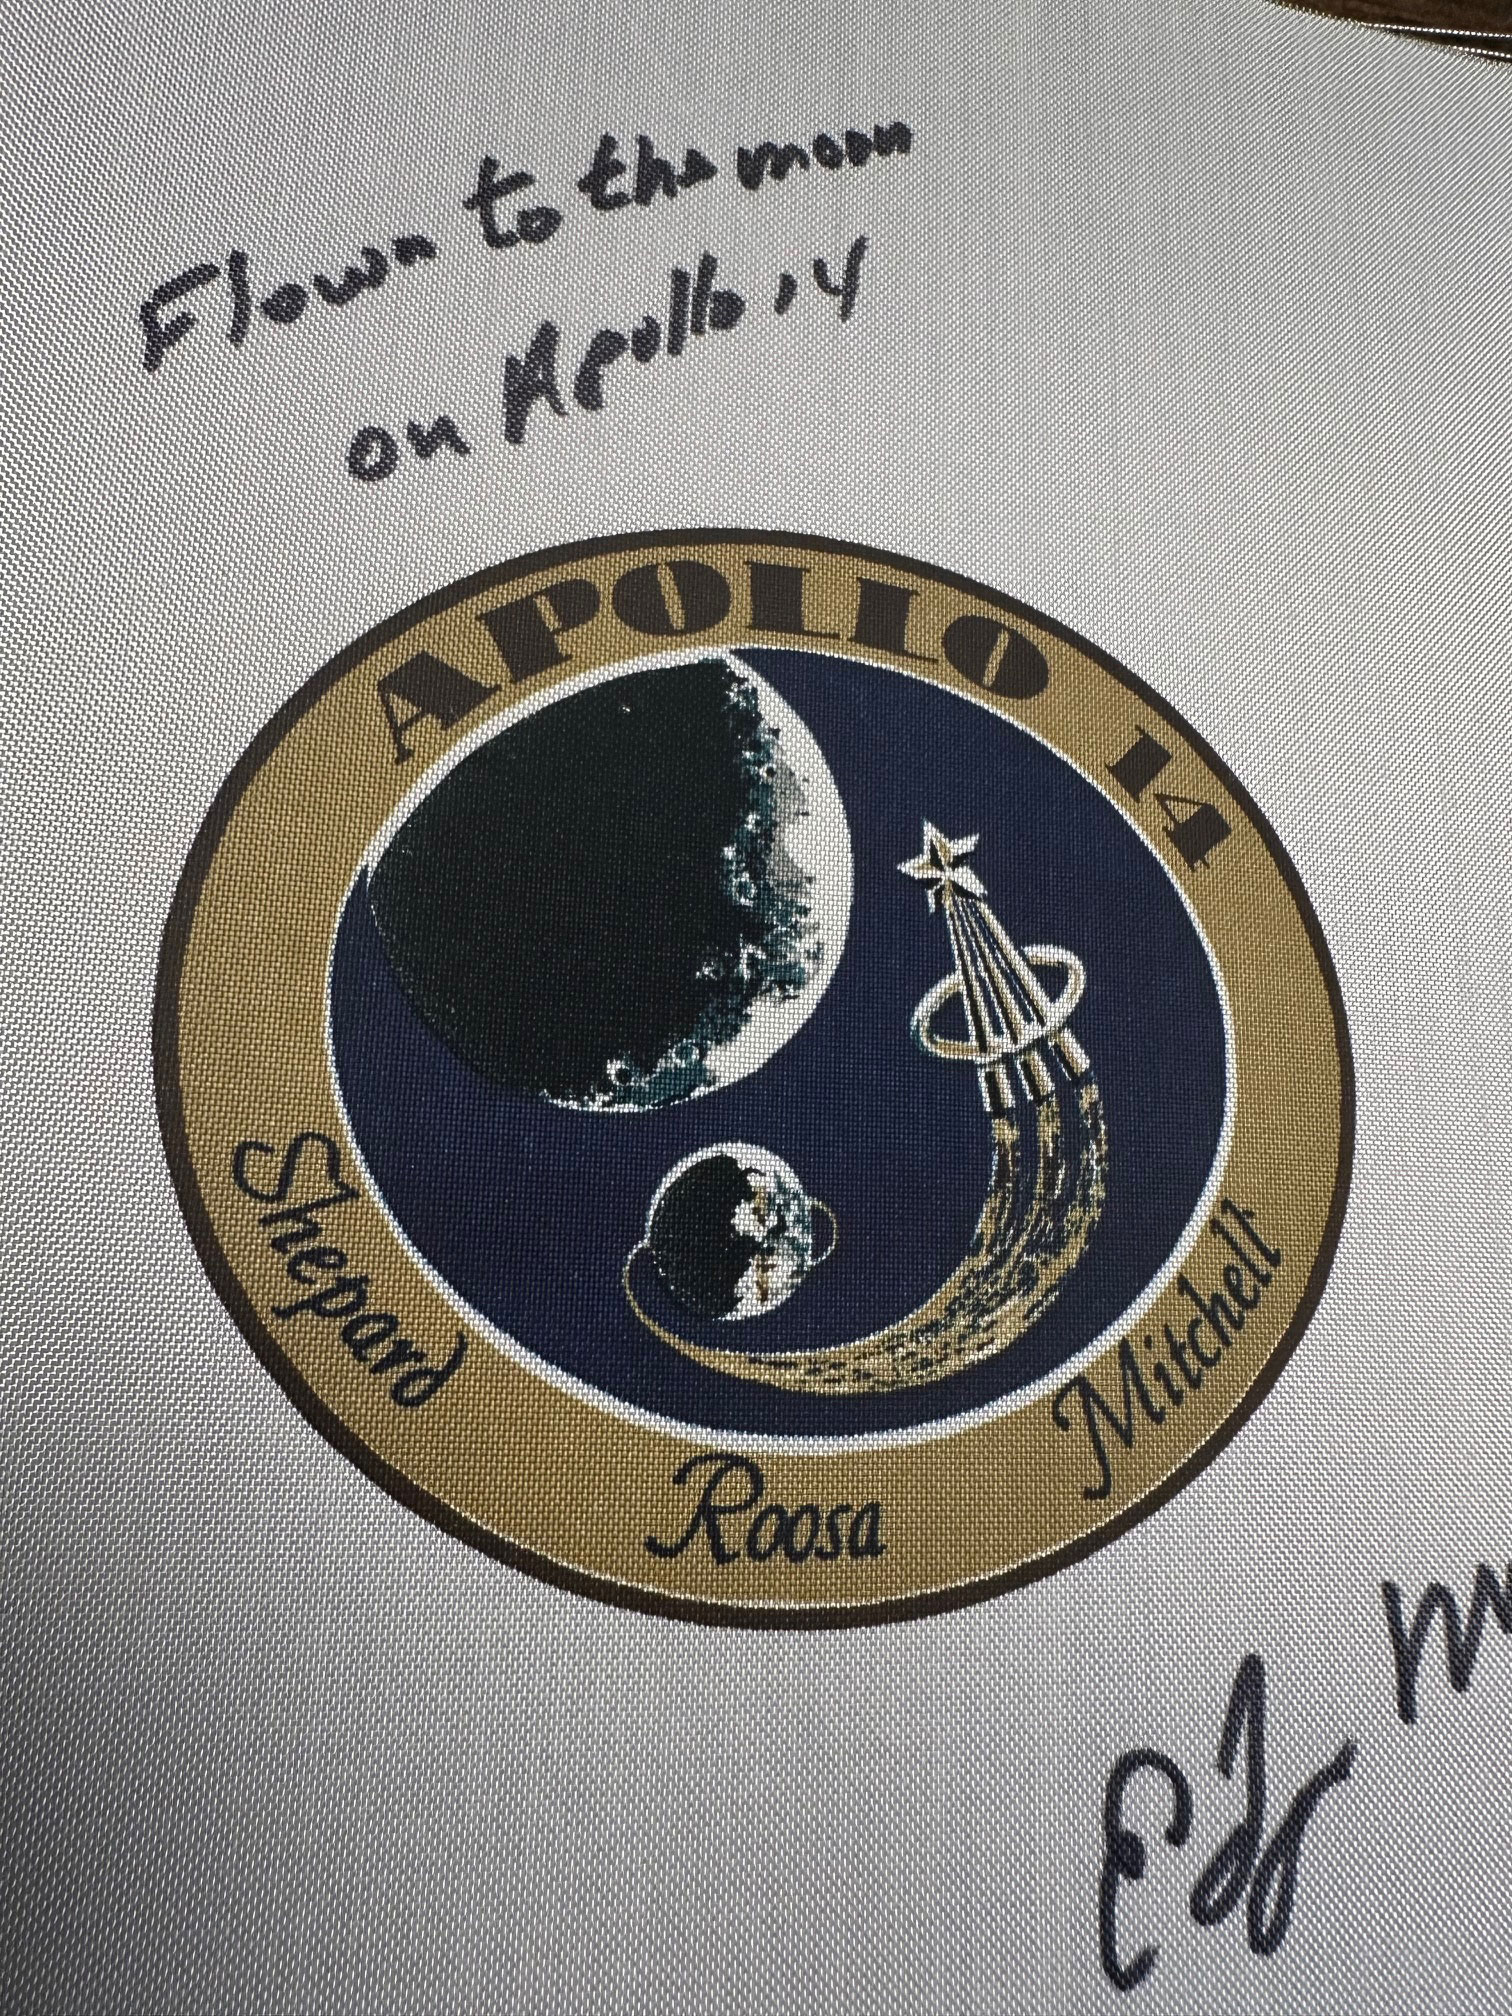 Flown to the moon
on Apollo 14
APOLLO 14
Shepard
Roosa
Mitchell